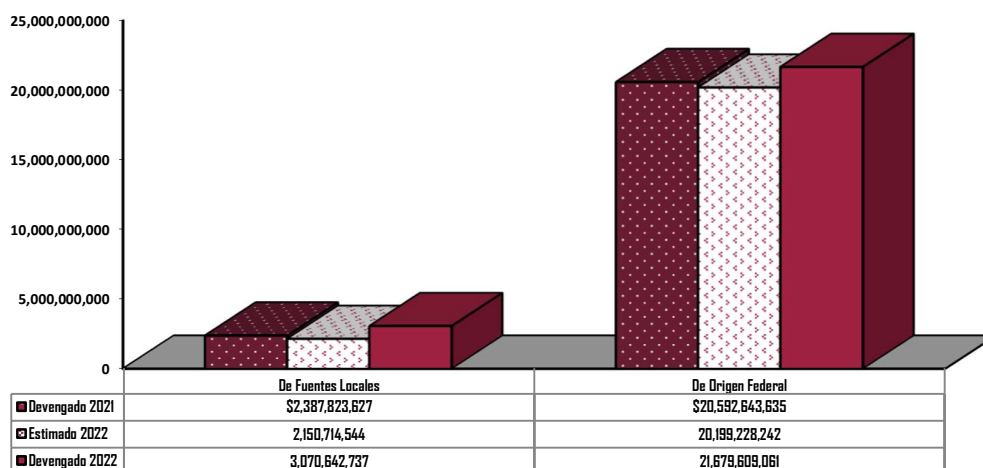 25,000,000,000
20,000,000,000
15,000,000,000
10,000,000,000
5,000,000,000
0
De Fuentes Locales De Origen Federal
Devengado 2021 $2,387,823,627 $20,592,643,635
Estimado 2022 2,150,714,544 20,199,228,242
Devengado 2022 3,070,642,737 21,679,609,061